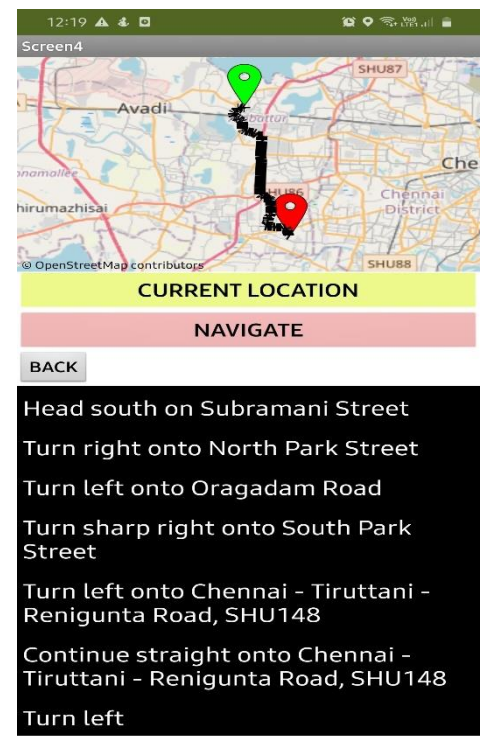 12:19
Screen4
SHU87
Avadi
Che
SHU86
Chennai
District
hirumazhisai
SHU88
© OpenStreetMap contributors
CURRENT LOCATION
NAVIGATE
BACK
Head south on Subramani Street
Turn right onto North Park Street
Turn left onto Oragadam Road
Turn sharp right onto South Park
Street
Turn left onto Chennai - Tiruttani -
Renigunta Road, SHU148
Continue straight onto Chennai -
Tiruttani - Renigunta Road, SHU148
Turn left